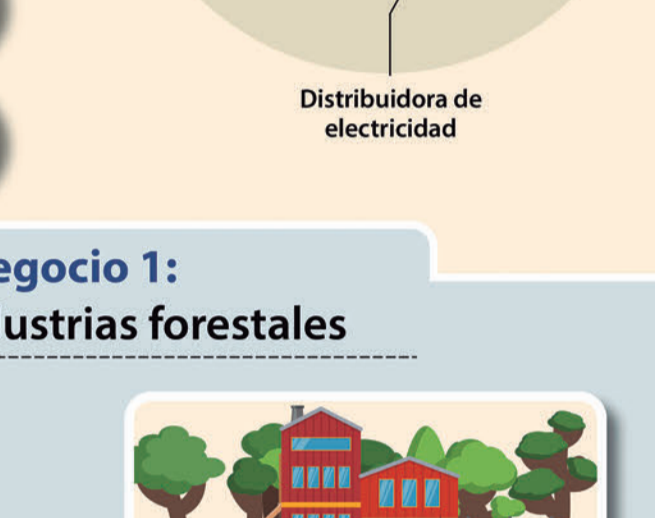 Distribuidora de
electricidad
egocio 1:
ustrias forestales